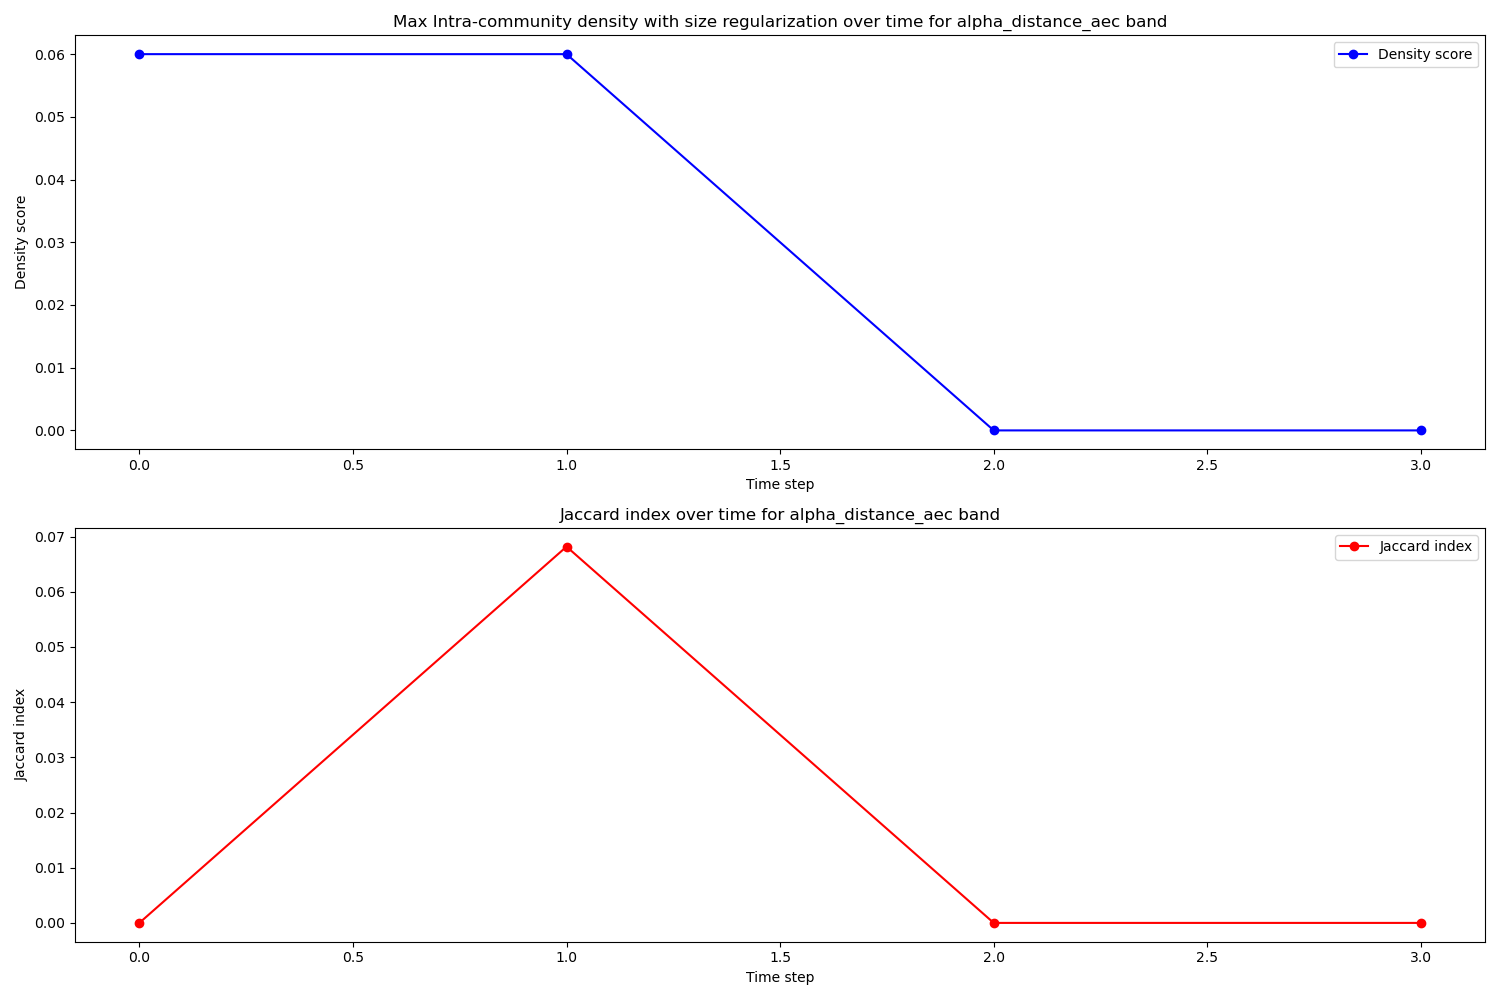 Max Intra-community density with size regularization over time for alpha_distance_aec band
Density score
0.06
0.05
0.04
0.03
0.02
0.01
0.00
Density score
0.0 0.5 1.0 1.5 2.0 2.5 3.0
Time step
Jaccard index over time for alpha_distance_aec band
Jaccard index
0.07
0.06
0.05
0.04
0.03
0.02
0.01
0.00
Jaccard index
0.0 0.5 1.0 1.5 2.0 2.5 3.0
Time step